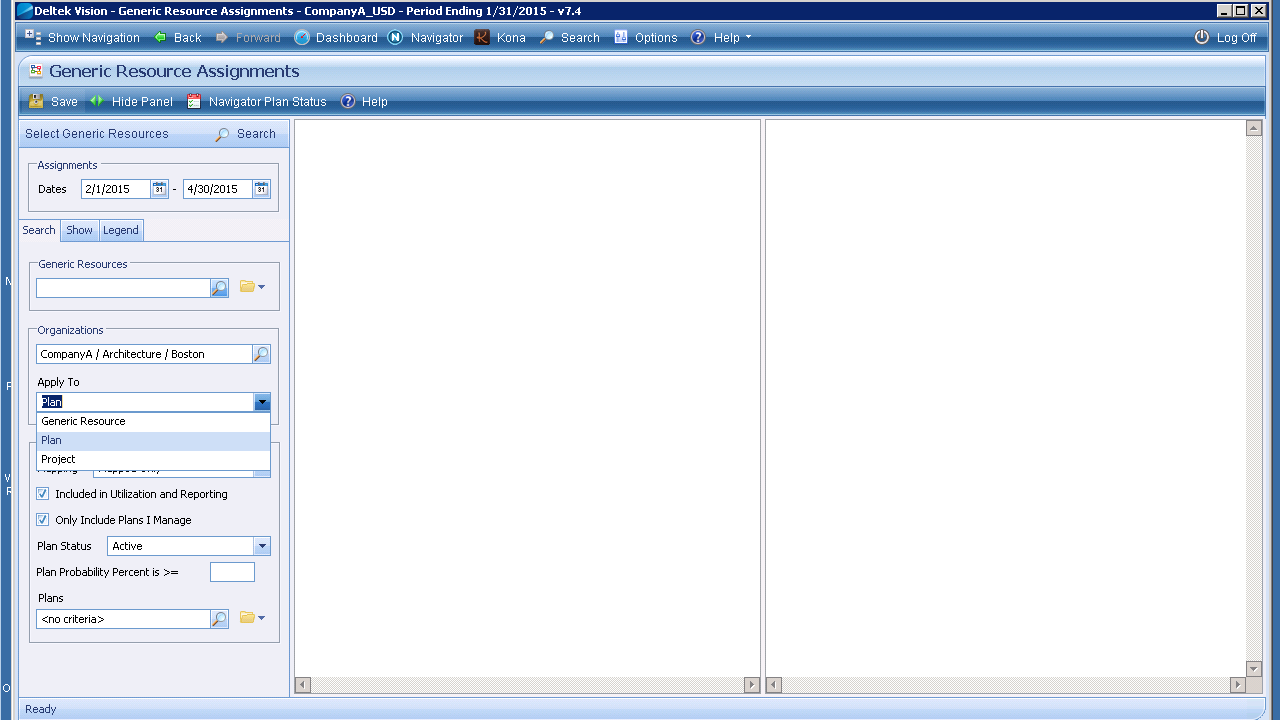 Deltek Vision - Generic Resource Assignments - CompanyA_USD - Period Ending 1/31/2015 - v7.4
Show Navigation Back Forward Dashboard Navigator Kona Search Options Help Log Off
Generic Resource Assignments
Save Hide Panel Navigator Plan Status Help
Select Generic Resources Search
Assignments
Dates 2/1/2015 31 - 4/30/2015 31
Search Show Legend
Generic Resources
Organizations
CompanyA / Architecture / Boston
Apply To
Plan
Generic Resource
Plan
Project
Included in Utilization and Reporting
Only Include Plans I Manage
Plan Status Active
Plan Probability Percent is >=
Plans
<no criteria>
Ready